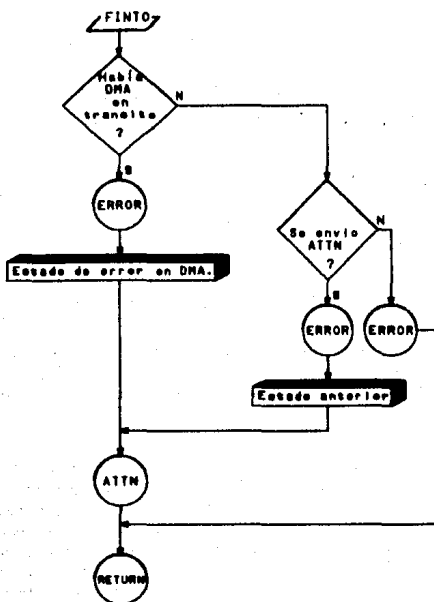 FINTO
Había
DMA
en
transito
?
N
S
ERROR
Se envio
ATTN
?
N
Estado de error en DMA.
S
ERROR
ERROR
Estado anterior
ATTN
RETURN